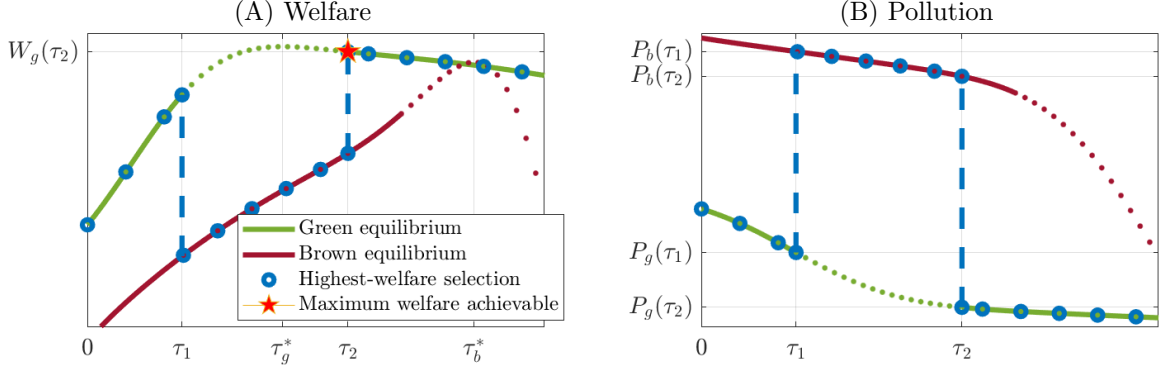 (A) Welfare
W_g(τ_2)
Green equilibrium
Brown equilibrium
Highest-welfare selection
Maximum welfare achievable
0
τ_1
τ_g^*
τ_2
τ_b^*
(B) Pollution
P_b(τ_1)
P_b(τ_2)
P_g(τ_1)
P_g(τ_2)
0
τ_1
τ_2